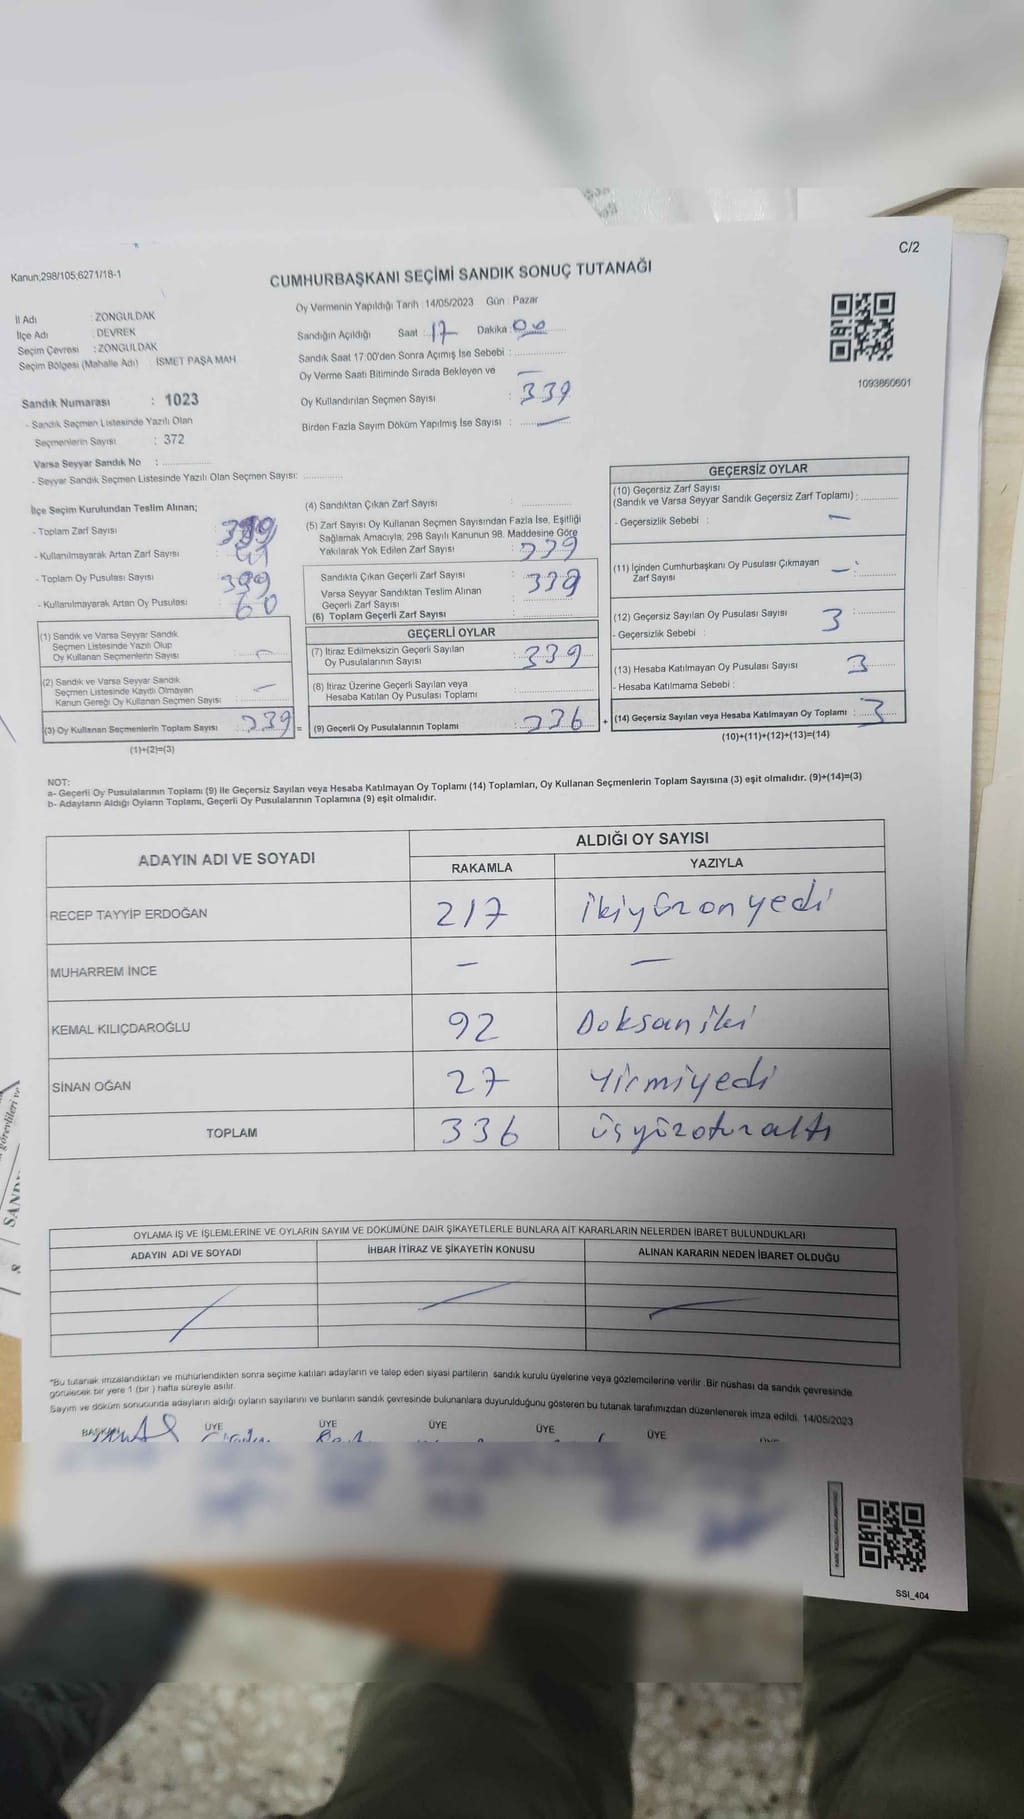 C/2
Kanun;298/105;6271/18-1
CUMHURBAŞKANI SEÇİMİ SANDIK SONUÇ TUTANAĞI
İl Adı : ZONGULDAK
İlçe Adı : DEVREK
Seçim Çevresi : ZONGULDAK
Seçim Bölgesi (Mahalle Adı) İSMET PAŞA MAH
Sandık Numarası : 1023
- Sandık Seçmen Listesinde Yazılı Olan
Seçmenlerin Sayısı : 372
Varsa Seyyar Sandık No :
- Seyyar Sandık Seçmen Listesinde Yazılı Olan Seçmen Sayısı:
Oy Vermenin Yapıldığı Tarih : 14/05/2023 Gün : Pazar
Sandığın Açıldığı Saat : 17 Dakika : 00
Sandık Saat 17:00'den Sonra Açımış İse Sebebi :
Oy Verme Saati Bitiminde Sırada Bekleyen ve
Oy Kullandırılan Seçmen Sayısı : 339
Birden Fazla Sayım Döküm Yapılmış İse Sayısı : —
1093860601
İlçe Seçim Kurulundan Teslim Alınan;
- Toplam Zarf Sayısı
- Kullanılmayarak Artan Zarf Sayısı
- Toplam Oy Pusulası Sayısı 399
- Kullanılmayarak Artan Oy Pusulası 60
(1) Sandık ve Varsa Seyyar Sandık
Seçmen Listesinde Yazılı Olup
Oy Kullanan Seçmenlerin Sayısı : –
(2) Sandık ve Varsa Seyyar Sandık
Seçmen Listesinde Kayıtlı Olmayan
Kanun Gereği Oy Kullanan Seçmen Sayısı : –
(3) Oy Kullanan Seçmenlerin Toplam Sayısı : 339 =
(1)+(2)=(3)
(4) Sandıktan Çıkan Zarf Sayısı :
(5) Zarf Sayısı Oy Kullanan Seçmen Sayısından Fazla İse, Eşitliği
Sağlamak Amacıyla; 298 Sayılı Kanunun 98. Maddesine Göre
Yakılarak Yok Edilen Zarf Sayısı : 339
Sandıkta Çıkan Geçerli Zarf Sayısı : 339
Varsa Seyyar Sandıktan Teslim Alınan
Geçerli Zarf Sayısı :
(6) Toplam Geçerli Zarf Sayısı :
GEÇERLİ OYLAR
(7) İtiraz Edilmeksizin Geçerli Sayılan
Oy Pusulalarının Sayısı : 339
(8) İtiraz Üzerine Geçerli Sayılan veya
Hesaba Katılan Oy Pusulası Toplamı :
(9) Geçerli Oy Pusulalarının Toplamı : 336 +
GEÇERSİZ OYLAR
(10) Geçersiz Zarf Sayısı
(Sandık ve Varsa Seyyar Sandık Geçersiz Zarf Toplamı) :
- Geçersizlik Sebebi : –
(11) İçinden Cumhurbaşkanı Oy Pusulası Çıkmayan
Zarf Sayısı : –
(12) Geçersiz Sayılan Oy Pusulası Sayısı : 3
- Geçersizlik Sebebi :
(13) Hesaba Katılmayan Oy Pusulası Sayısı : 3
- Hesaba Katılmama Sebebi :
(14) Geçersiz Sayılan veya Hesaba Katılmayan Oy Toplamı : 3
(10)+(11)+(12)+(13)=(14)
NOT:
a- Geçerli Oy Pusulalarının Toplamı (9) ile Geçersiz Sayılan veya Hesaba Katılmayan Oy Toplamı (14) Toplamları, Oy Kullanan Seçmenlerin Toplam Sayısına (3) eşit olmalıdır. (9)+(14)=(3)
b- Adayların Aldığı Oyların Toplamı, Geçerli Oy Pusulalarının Toplamına (9) eşit olmalıdır.
ADAYIN ADI VE SOYADI ALDIĞI OY SAYISI
RAKAMLA YAZIYLA
RECEP TAYYİP ERDOĞAN 217 ikiyüzonyedi
MUHARREM İNCE – –
KEMAL KILIÇDAROĞLU 92 Doksaniki
SİNAN OĞAN 27 Yirmiyedi
TOPLAM 336 üsyüzoturaltı
OYLAMA İŞ VE İŞLEMLERİNE VE OYLARIN SAYIM VE DÖKÜMÜNE DAİR ŞİKAYETLERLE BUNLARA AİT KARARLARIN NELERDEN İBARET BULUNDUKLARI
ADAYIN ADI VE SOYADI İHBAR İTİRAZ VE ŞİKAYETİN KONUSU ALINAN KARARIN NEDEN İBARET OLDUĞU
*Bu tutanak imzalandıktan ve mühürlendikten sonra seçime katılan adayların ve talep eden siyasi partilerin sandık kurulu üyelerine veya gözlemcilerine verilir. Bir nüshası da sandık çevresinde
görülecek bir yere 1 (bir) hafta süreyle asılır.
Sayım ve döküm sonucunda adayların aldığı oyların sayılarını ve bunların sandık çevresinde bulunanlara duyurulduğunu gösteren bu tutanak tarafımızdan düzenlenerek imza edildi. 14/05/2023
BAŞKAN ÜYE ÜYE ÜYE ÜYE ÜYE
SSI_404